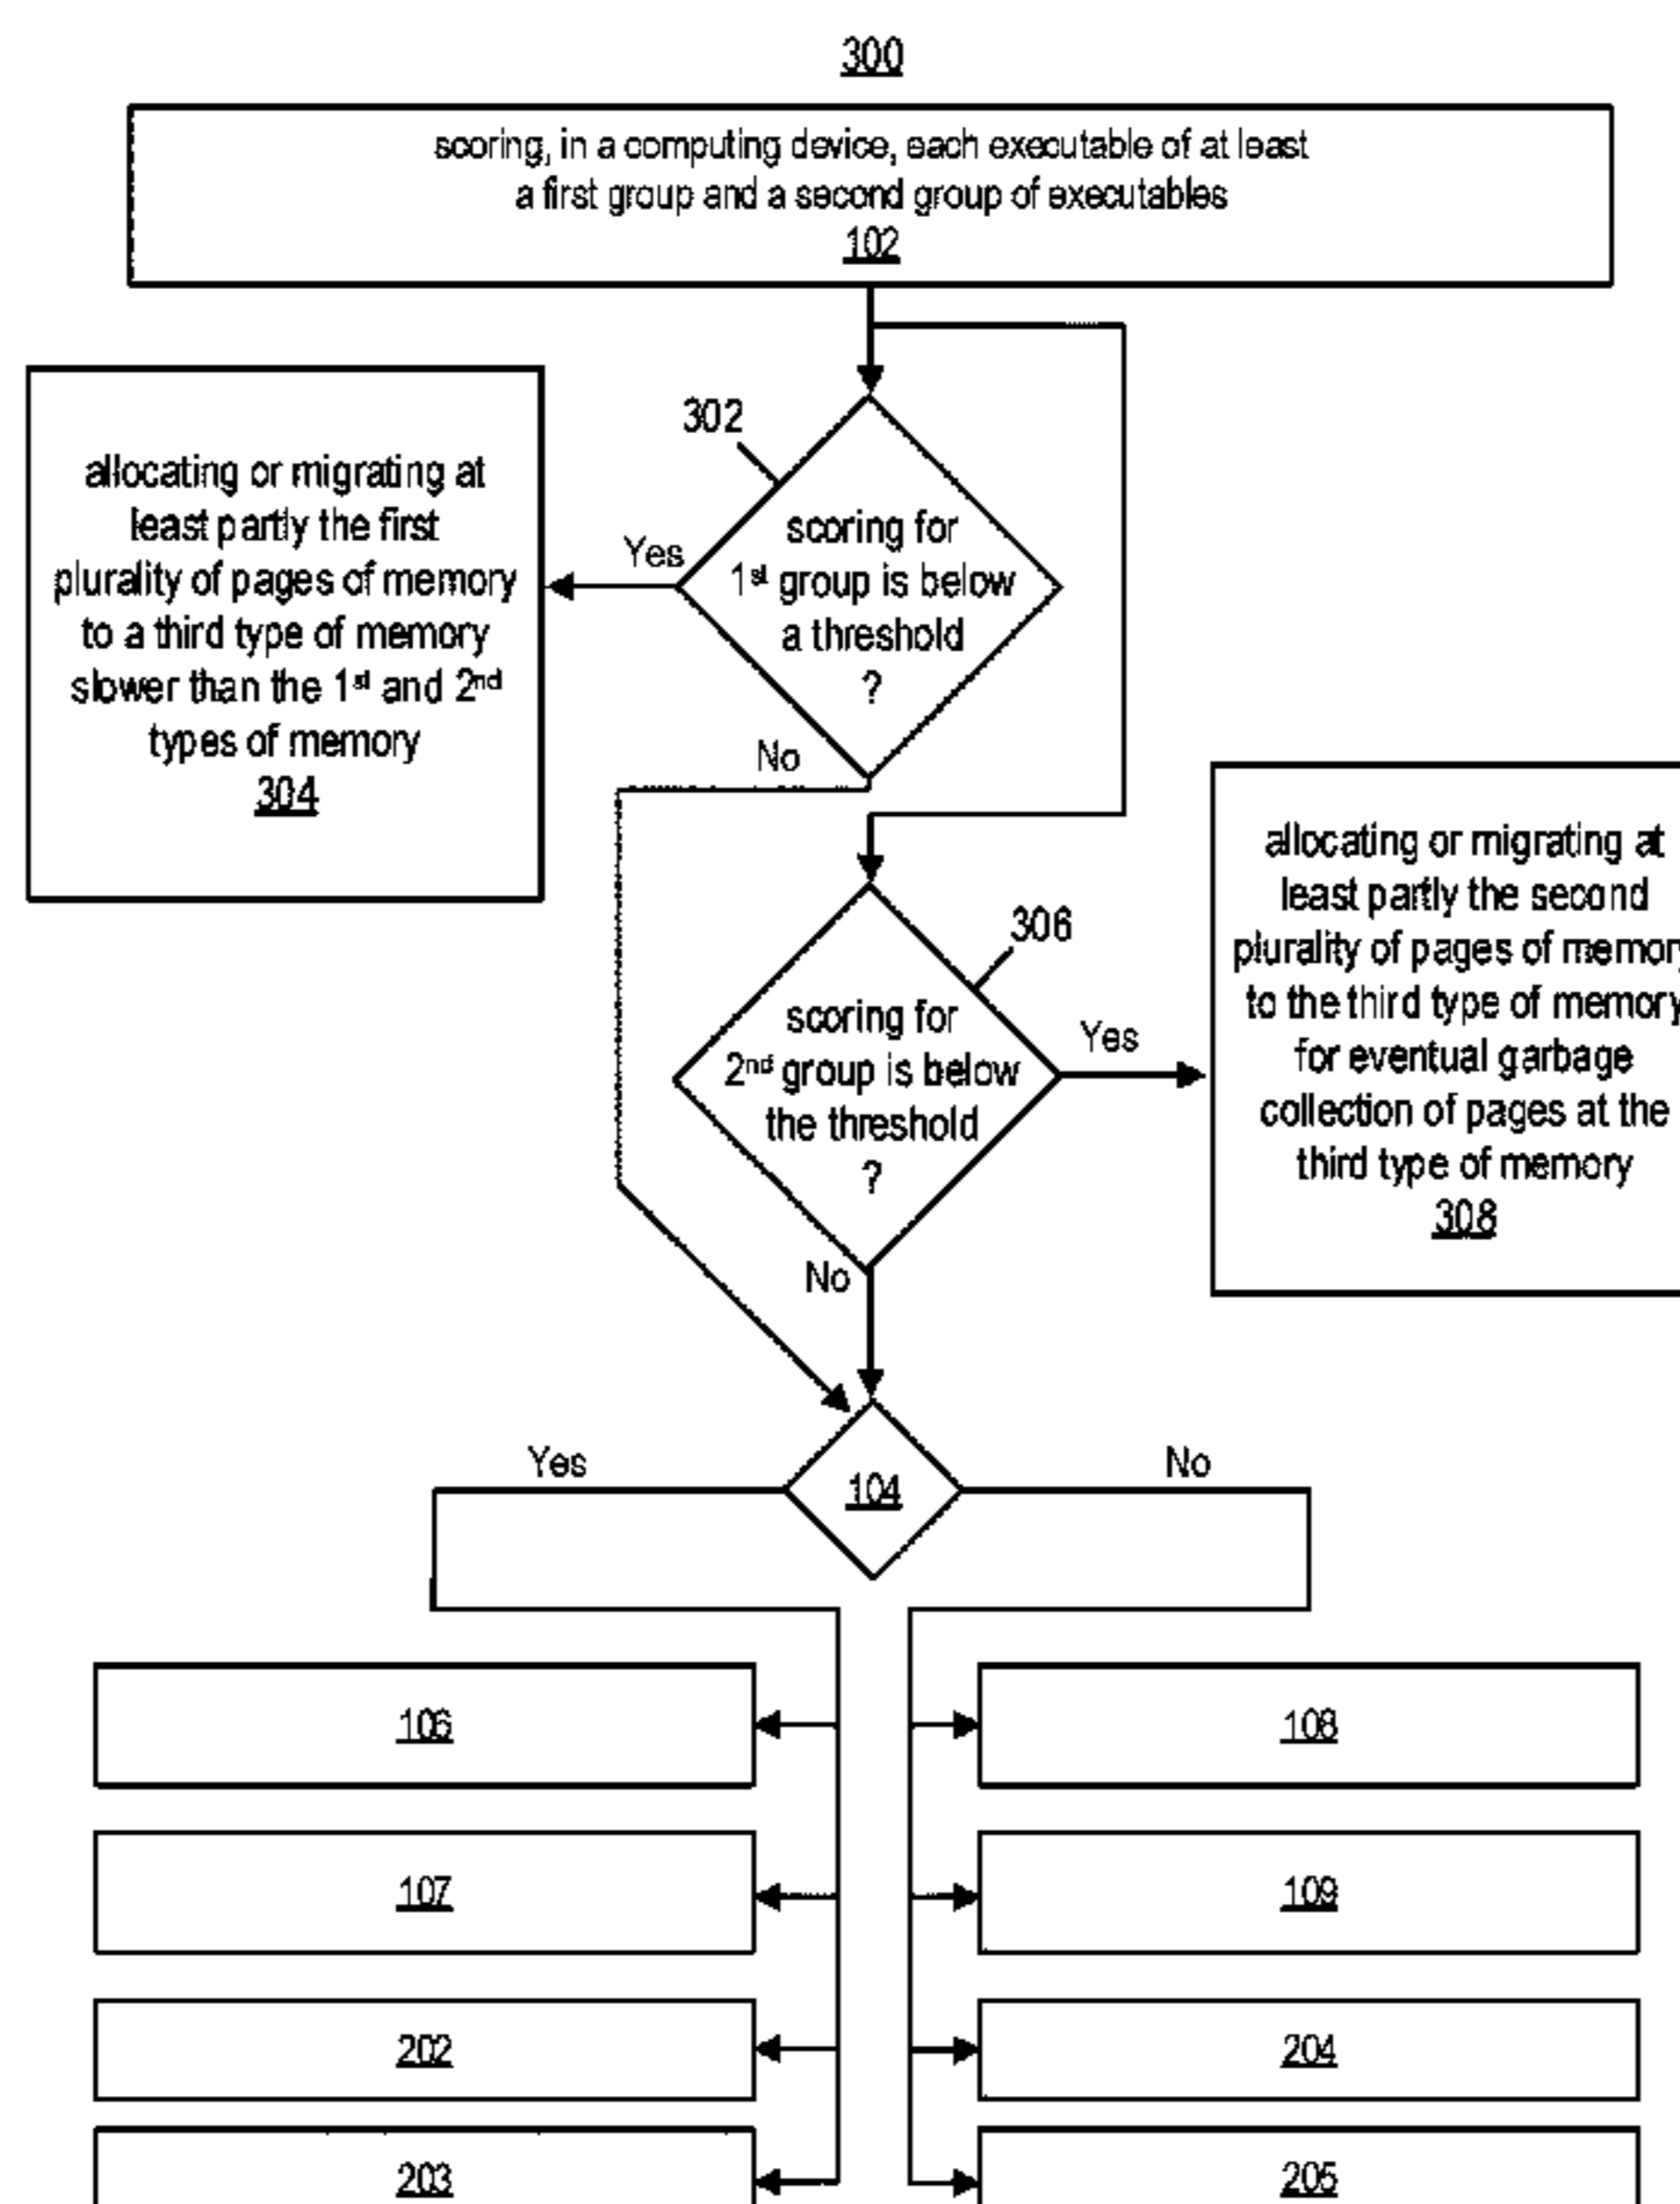 300
scoring, in a computing device, each executable of at least
a first group and a second group of executables
102
302
allocating or migrating at
least partly the first
plurality of pages of memory
to a third type of memory
slower than the 1st and 2nd
types of memory
304
Yes
scoring for
1st group is below
a threshold
?
No
306
scoring for
2nd group is below
the threshold
?
Yes
allocating or migrating at
least partly the second
plurality of pages of memory
to the third type of memory
for eventual garbage
collection of pages at the
third type of memory
308
No
Yes
104
No
106
108
107
109
202
204
203
205